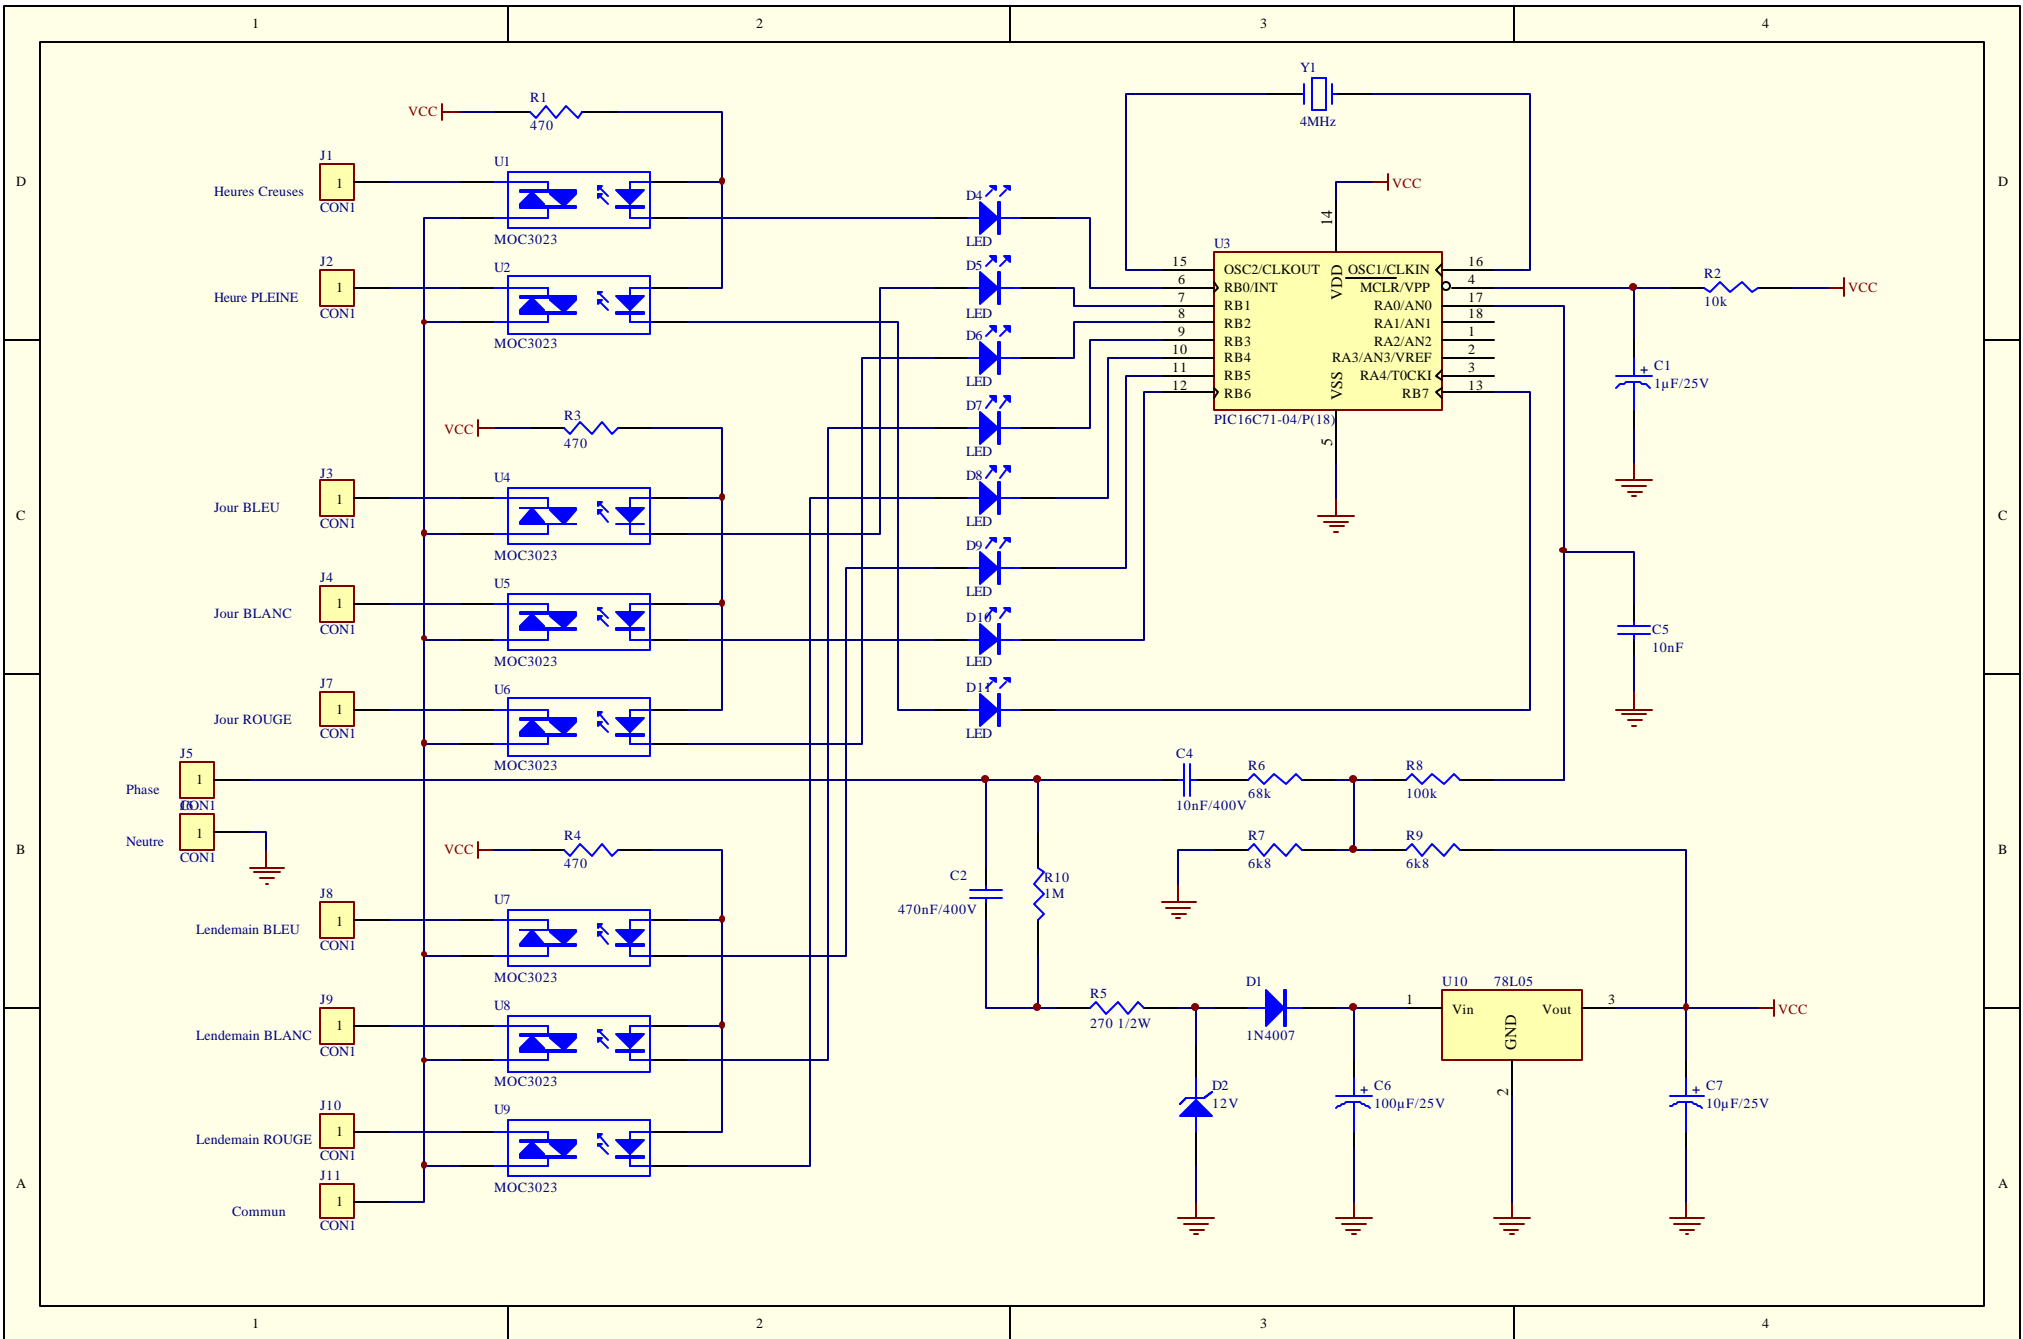 1 2 3 4
D D
C C
B B
A A
VCC
R1
470
J1
1
CON1
Heures Creuses
U1
MOC3023
J2
1
CON1
Heure PLEINE
U2
MOC3023
VCC
R3
470
J3
1
CON1
Jour BLEU
U4
MOC3023
J4
1
CON1
Jour BLANC
U5
MOC3023
J7
1
CON1
Jour ROUGE
U6
MOC3023
J5
1
CON1
Phase
J6
1
CON1
Neutre
VCC
R4
470
J8
1
CON1
Lendemain BLEU
U7
MOC3023
J9
1
CON1
Lendemain BLANC
U8
MOC3023
J10
1
CON1
Lendemain ROUGE
U9
MOC3023
J11
1
CON1
Commun
D4
LED
D5
LED
D6
LED
D7
LED
D8
LED
D9
LED
D10
LED
D11
LED
Y1
4MHz
VCC
14
U3
15 OSC2/CLKOUT
6 RB0/INT
7 RB1
8 RB2
9 RB3
10 RB4
11 RB5
12 RB6
VDD
VSS
OSC1/CLKIN 16
MCLR/VPP 4
RA0/AN0 17
RA1/AN1 18
RA2/AN2 1
RA3/AN3/VREF 2
RA4/T0CKI 3
RB7 13
PIC16C71-04/P(18)
5
R2
10k
VCC
+ C1
1µF/25V
C5
10nF
C4
10nF/400V
R6
68k
R8
100k
R7
6k8
R9
6k8
C2
470nF/400V
R10
1M
R5
270 1/2W
D1
1N4007
D2
12V
+ C6
100µF/25V
U10 78L05
1 Vin
Vout 3
GND
2
VCC
+ C7
10µF/25V
1 2 3 4